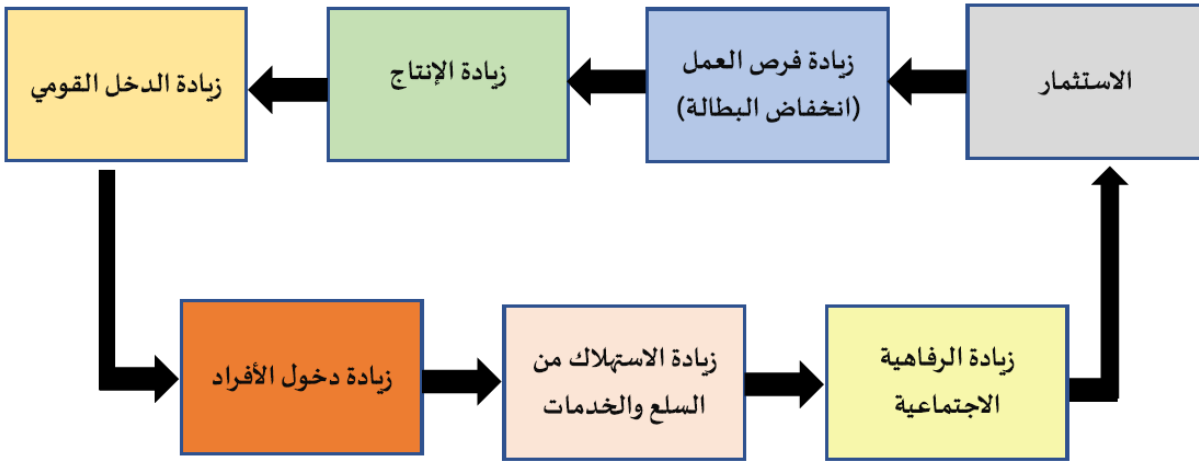 الاستثمار
زيادة فرص العمل
(انخفاض البطالة)
زيادة الإنتاج
زيادة الدخل القومي
زيادة دخول الأفراد
زيادة الاستهلاك من
السلع والخدمات
زيادة الرفاهية
الاجتماعية